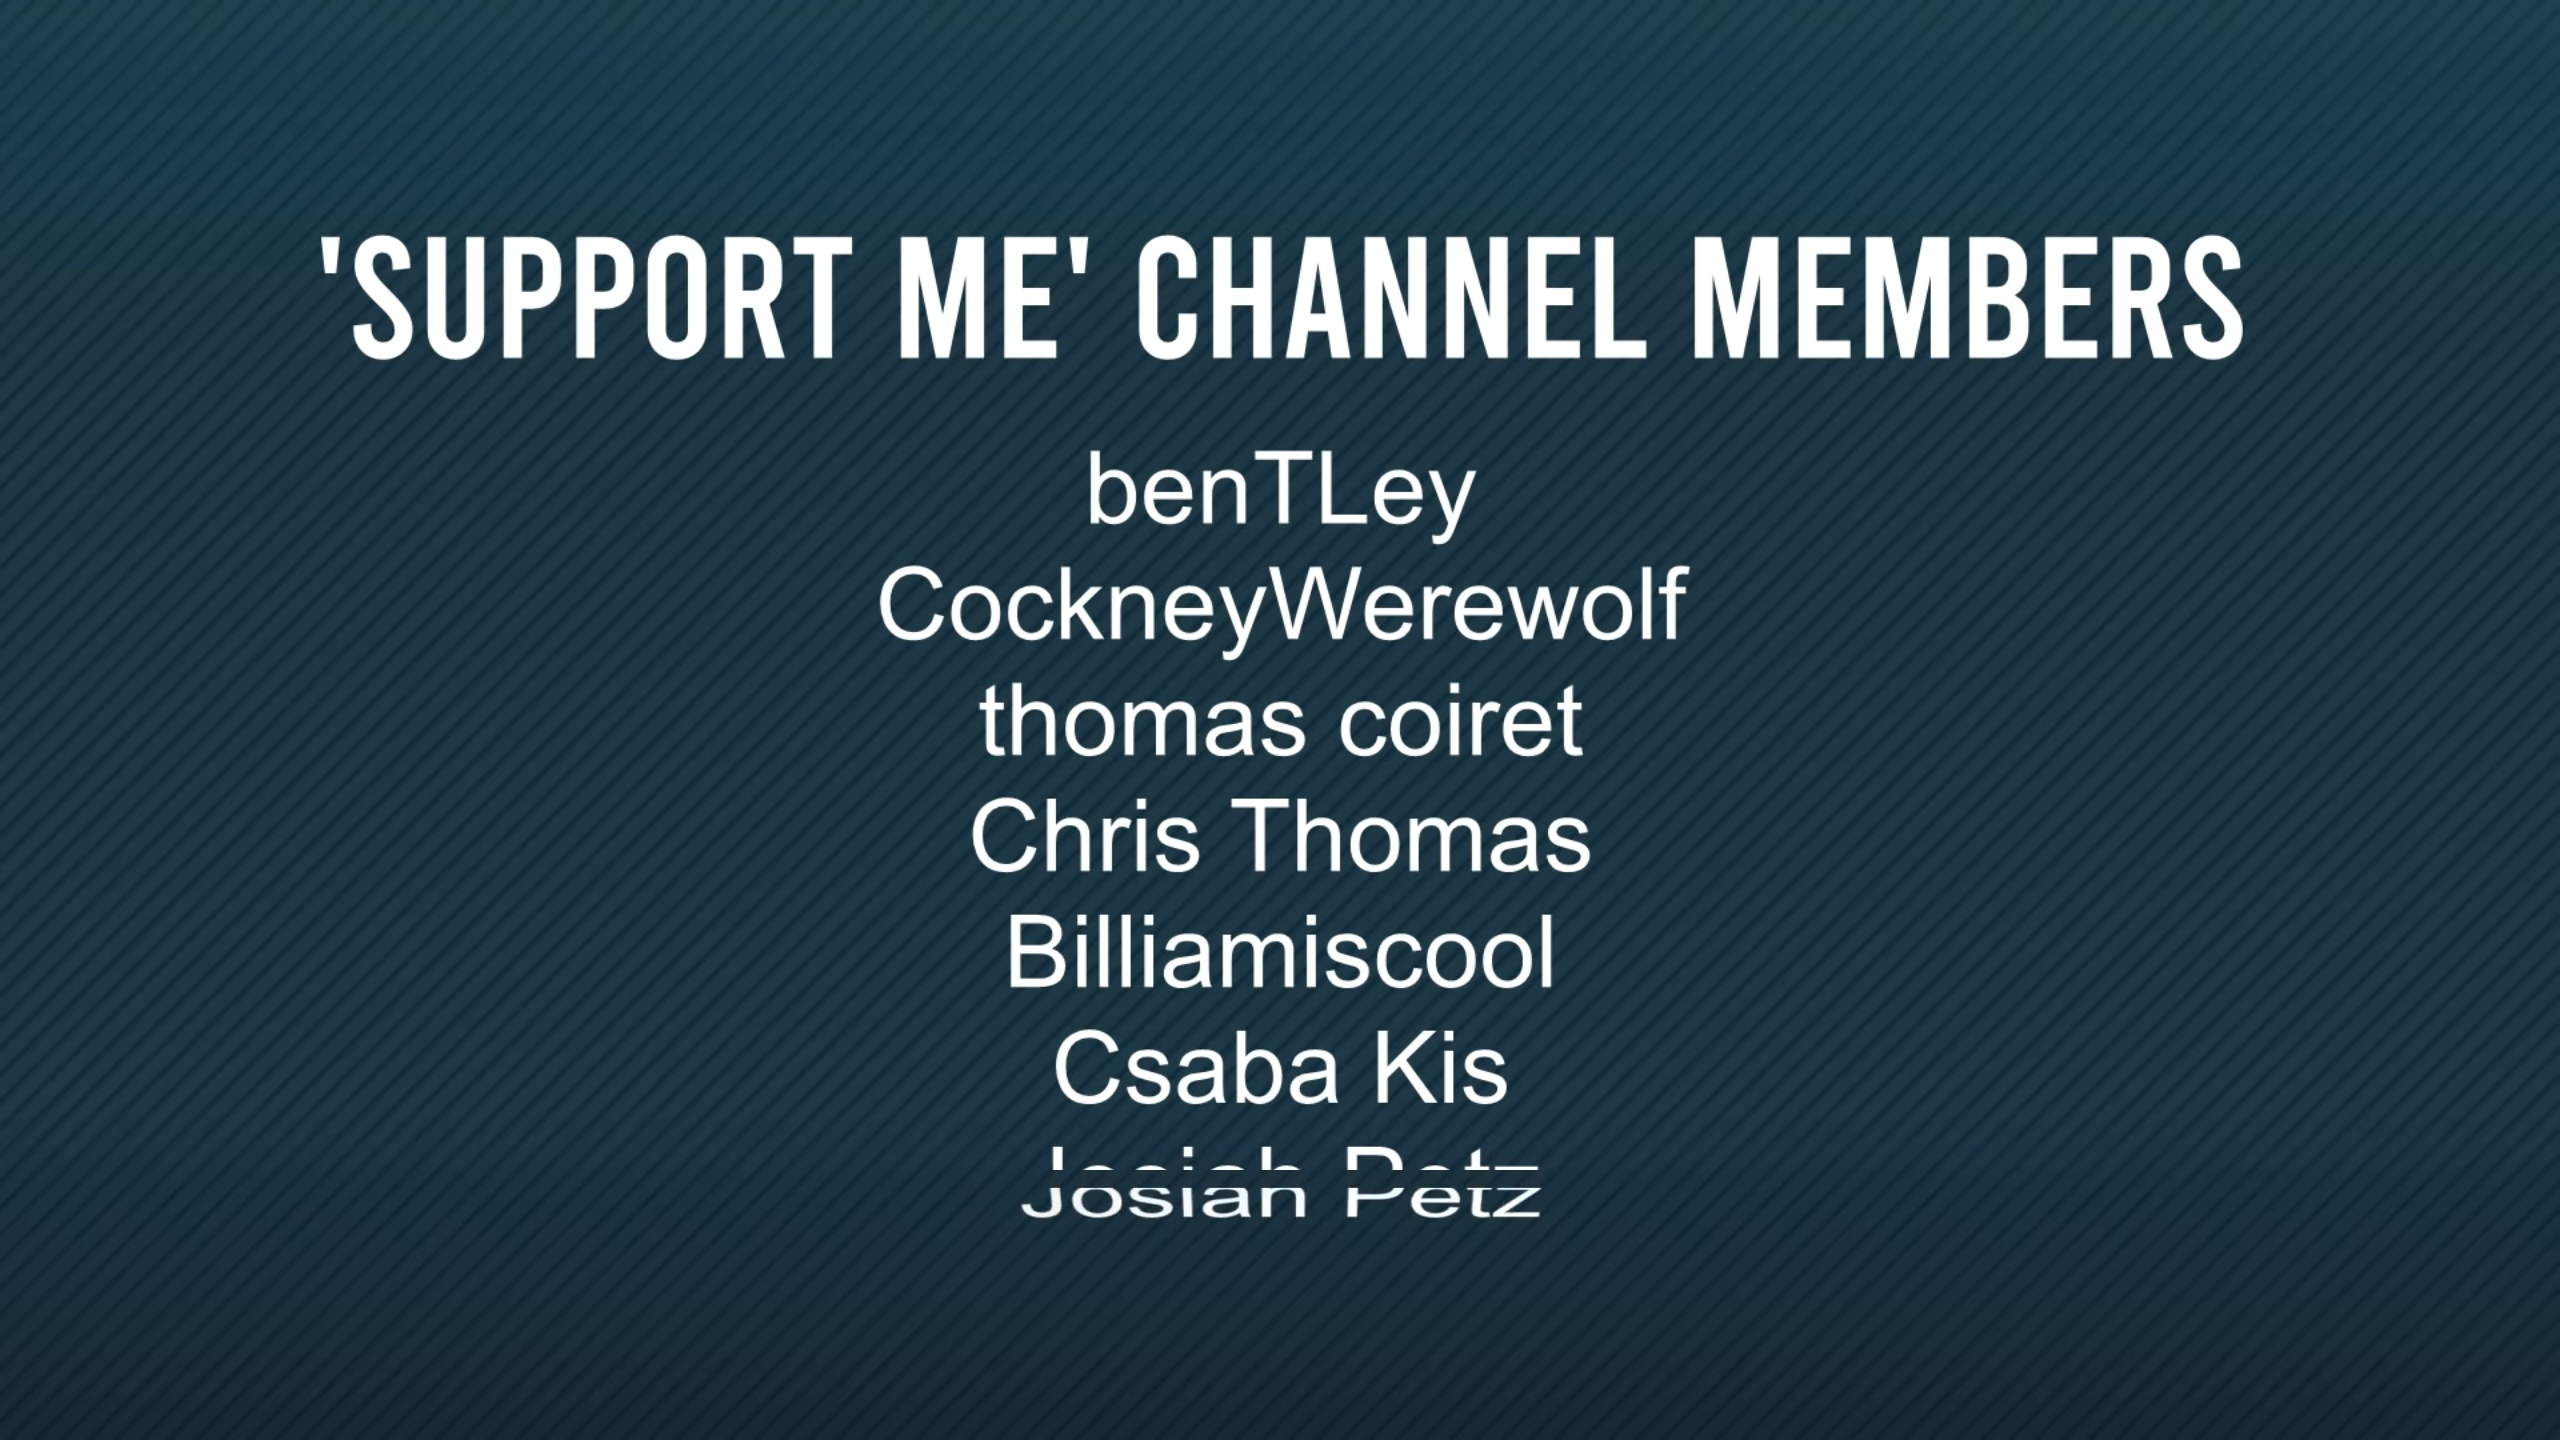 'SUPPORT ME' CHANNEL MEMBERS
benTLey
CockneyWerewolf
thomas coiret
Chris Thomas
Billiamiscool
Csaba Kis
Josiah Petz